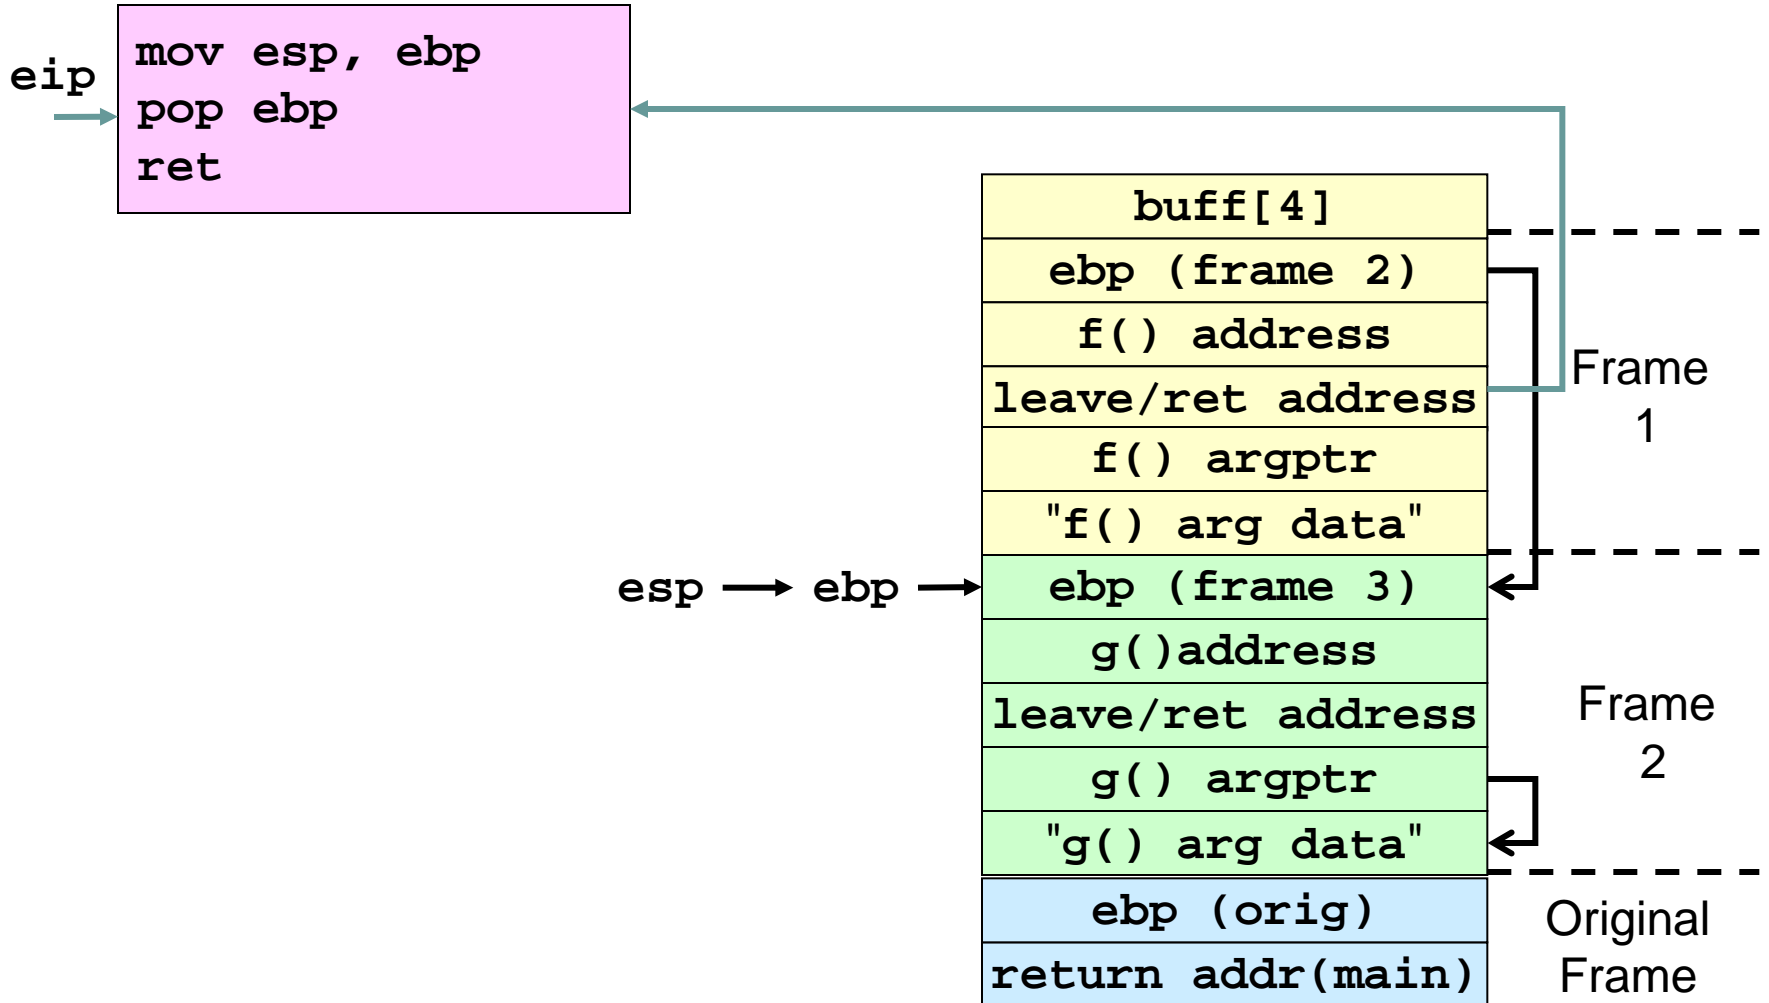 eip
mov esp, ebp
pop ebp
ret
buff[4]
ebp (frame 2)
f() address
leave/ret address
f() argptr
"f() arg data"
Frame
1
esp
ebp
ebp (frame 3)
g()address
leave/ret address
g() argptr
"g() arg data"
Frame
2
ebp (orig)
return addr(main)
Original
Frame